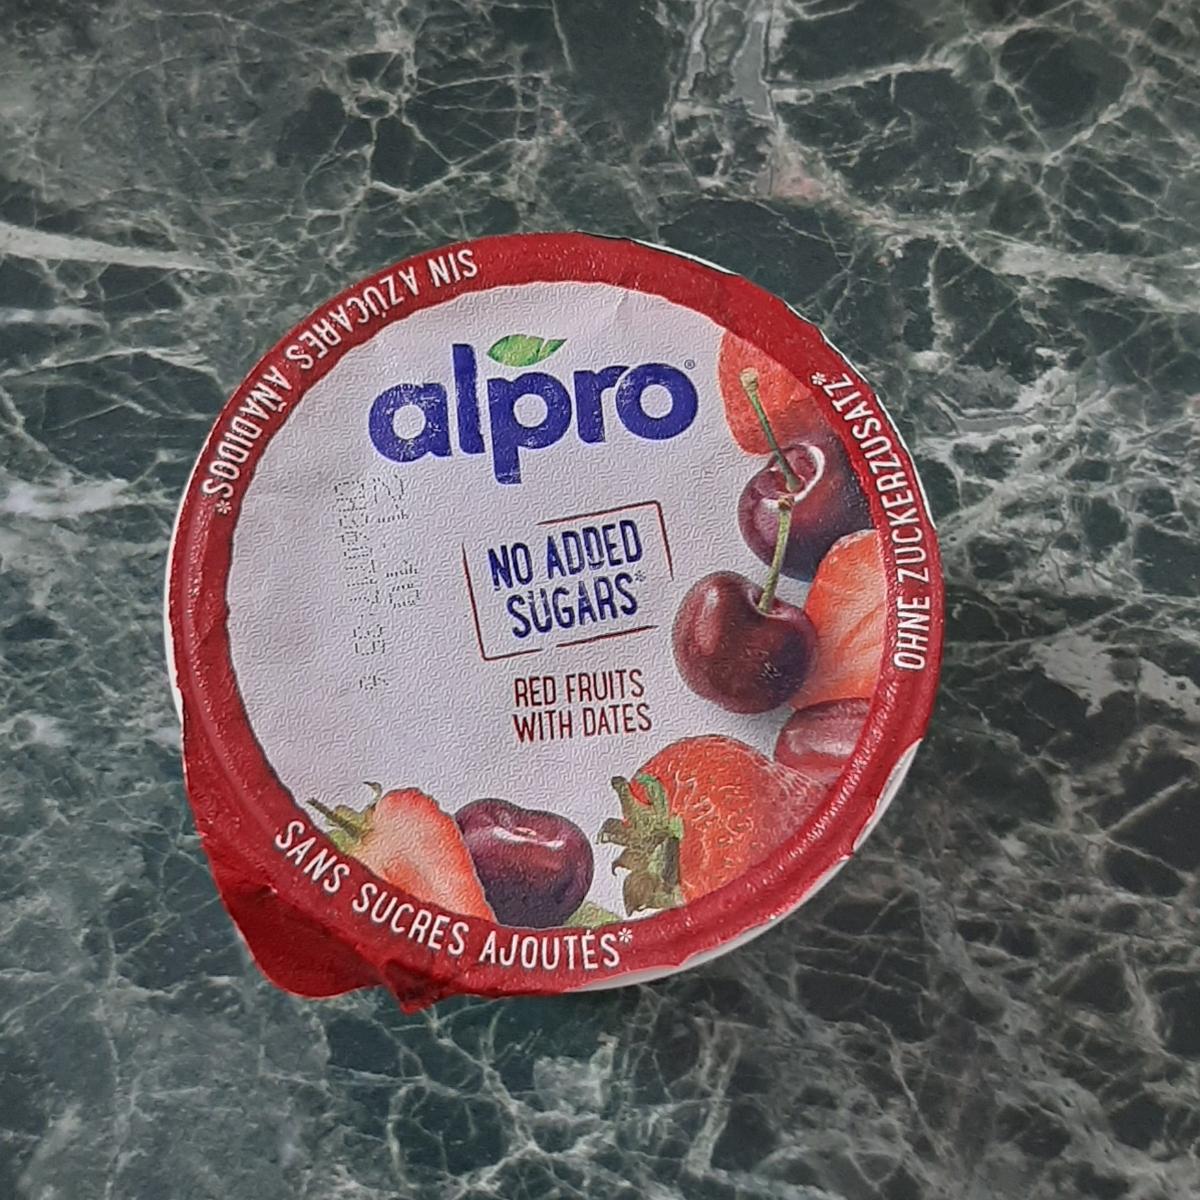 alpro®
NO ADDED
SUGARS*
RED FRUITS
WITH DATES
SIN AZÚCARES AÑADIDOS*
OHNE ZUCKERZUSATZ*
SANS SUCRES AJOUTÉS*